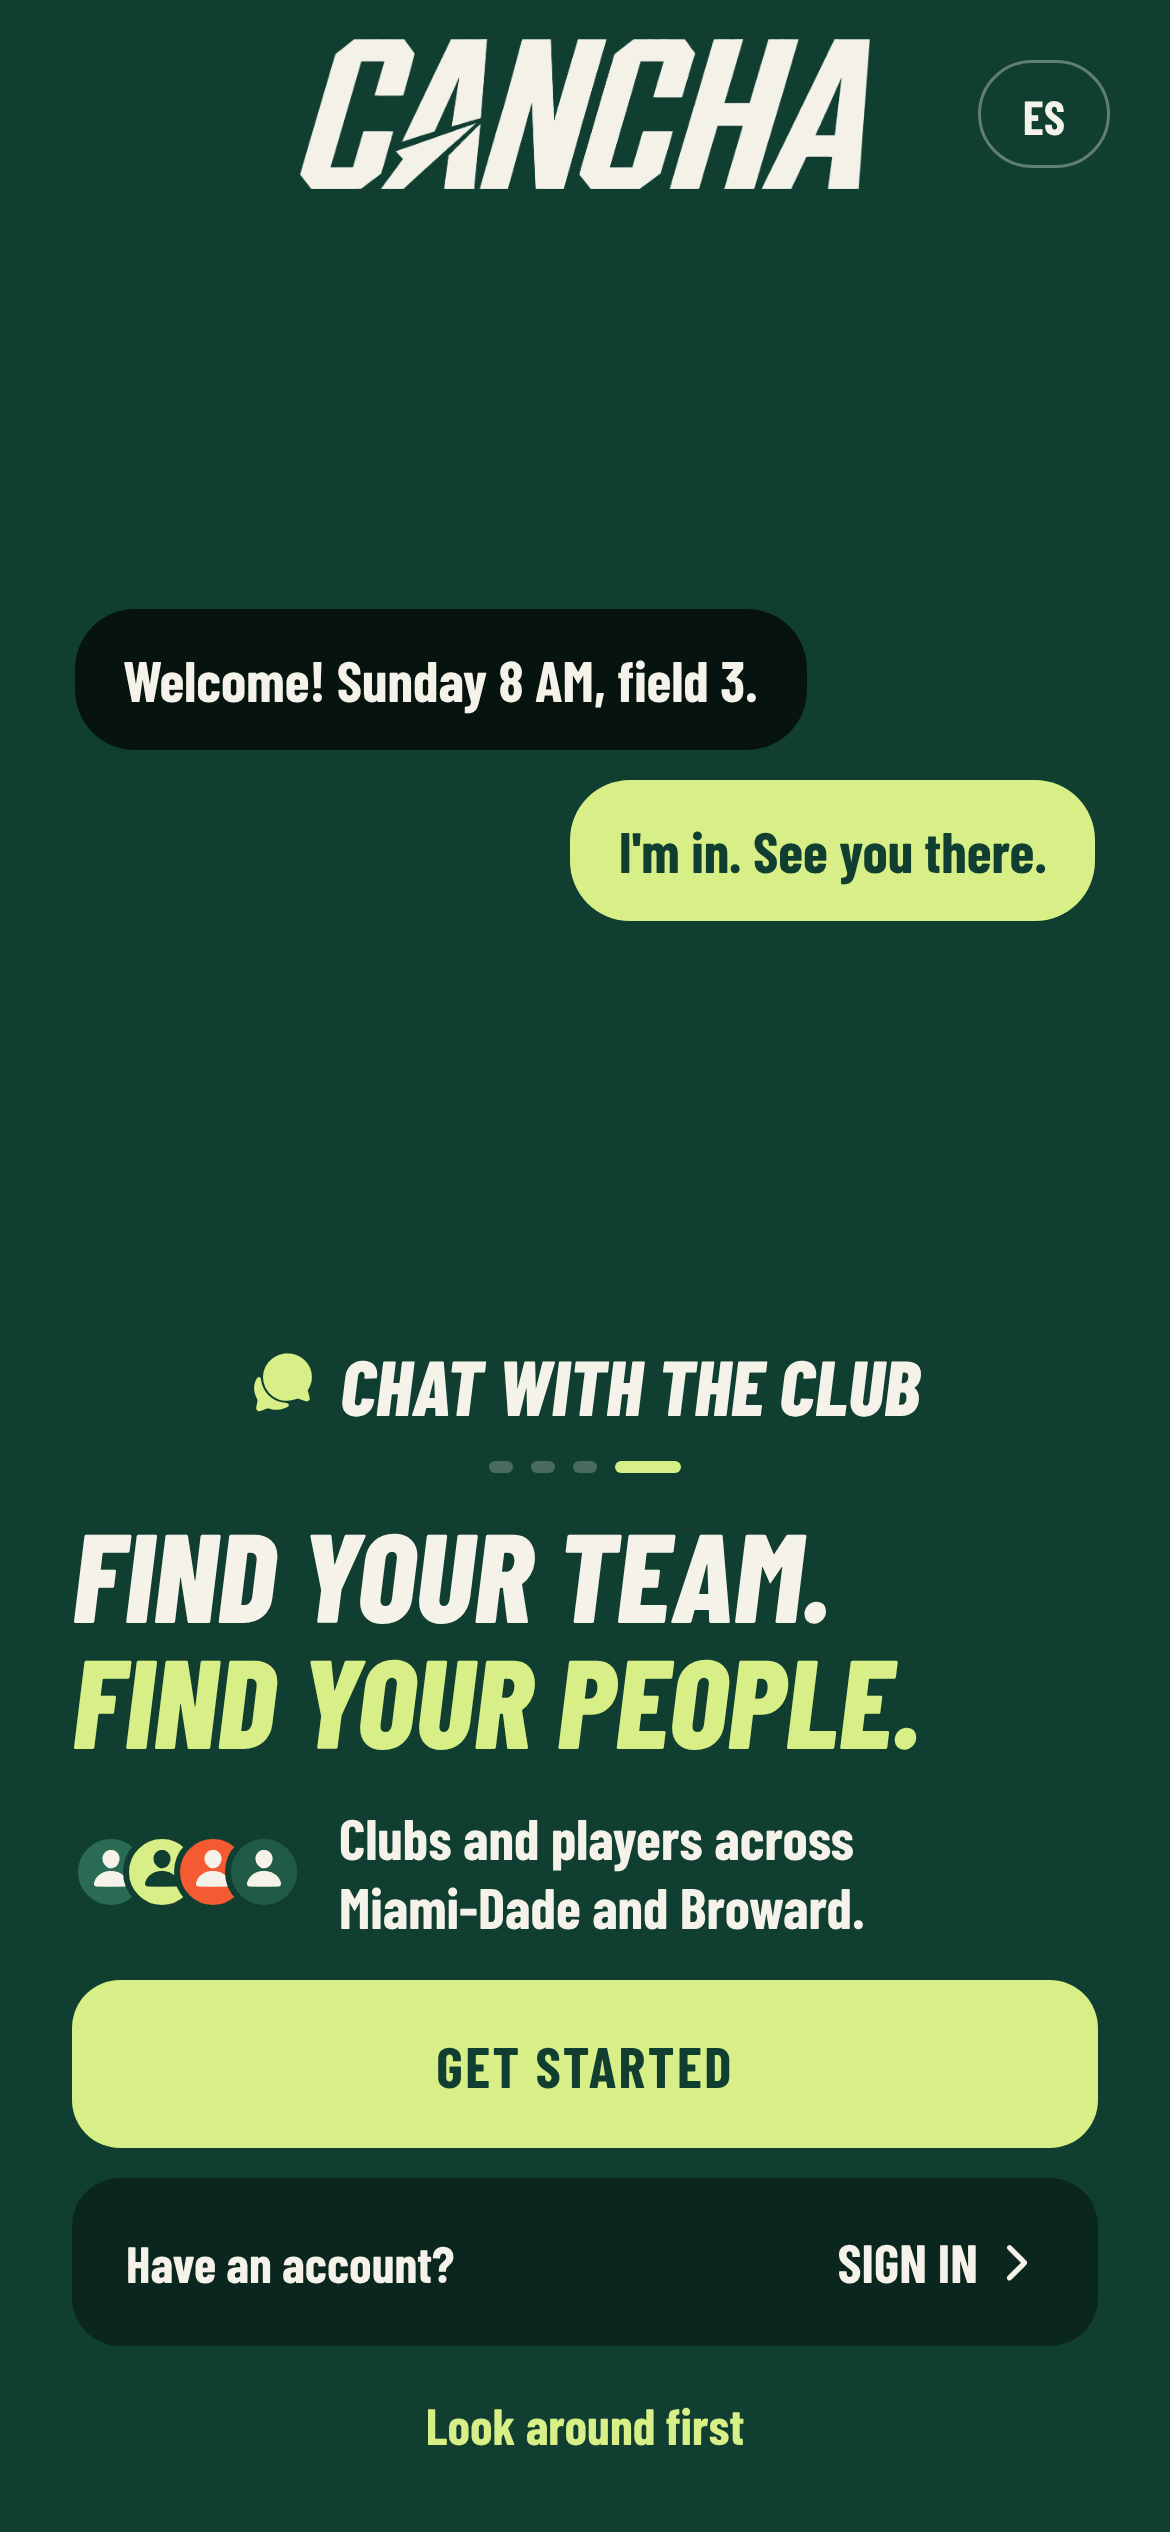 CANCHA
ES
Welcome! Sunday 8 AM, field 3.
I'm in. See you there.
CHAT WITH THE CLUB
FIND YOUR TEAM.
FIND YOUR PEOPLE.
Clubs and players across
Miami-Dade and Broward.
GET STARTED
Have an account?
SIGN IN
Look around first